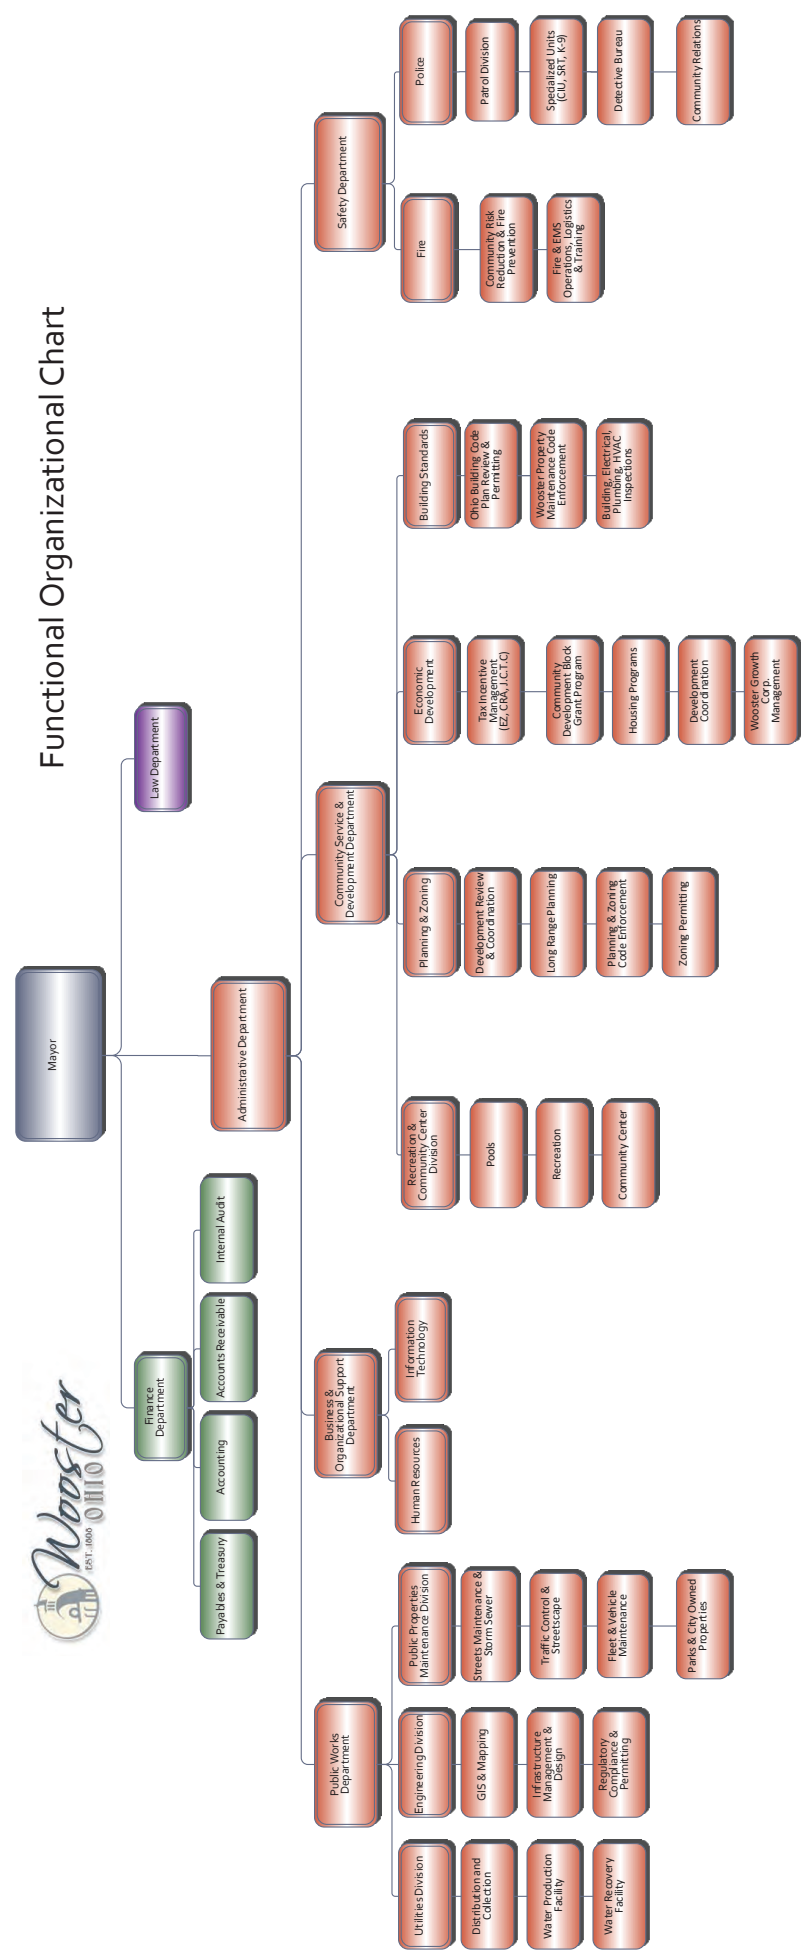 Wooster
EST. 1808
OHIO
Functional Organizational Chart
Mayor
Finance
Department
Law Department
Payables & Treasury
Accounting
Accounts Receivable
Internal Audit
Administrative Department
Public Works
Department
Business &
Organizational Support
Department
Community Service &
Development Department
Safety Department
Utilities Division
Distribution and
Collection
Water Production
Facility
Water Recovery
Facility
Engineering Division
GIS & Mapping
Infrastructure
Management &
Design
Regulatory
Compliance &
Permitting
Public Properties
Maintenance Division
Streets Maintenance &
Storm Sewer
Traffic Control &
Streetscape
Fleet & Vehicle
Maintenance
Parks & City Owned
Properties
Human Resources
Information
Technology
Recreation &
Community Center
Division
Pools
Recreation
Community Center
Planning & Zoning
Development Review
& Coordination
Long Range Planning
Planning & Zoning
Code Enforcement
Zoning Permitting
Economic
Development
Tax Incentive
Management
(EZ, CRA, J.C.T.C)
Community
Development Block
Grant Program
Housing Programs
Development
Coordination
Wooster Growth
Corp.
Management
Building Standards
Ohio Building Code
Plan Review &
Permitting
Wooster Property
Maintenance Code
Enforcement
Building, Electrical,
Plumbing, HVAC
Inspections
Fire
Community Risk
Reduction & Fire
Prevention
Fire & EMS
Operations, Logistics
& Training
Police
Patrol Division
Specialized Units
(CIU, SRT, K-9)
Detective Bureau
Community Relations